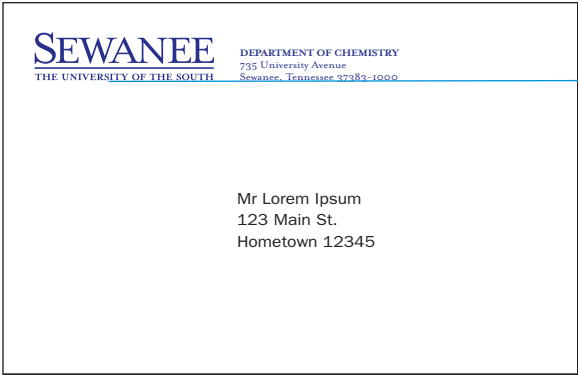 SEWANEE
THE UNIVERSITY OF THE SOUTH
DEPARTMENT OF CHEMISTRY
735 University Avenue
Sewanee, Tennessee 37383-1000
Mr Lorem Ipsum
123 Main St.
Hometown 12345